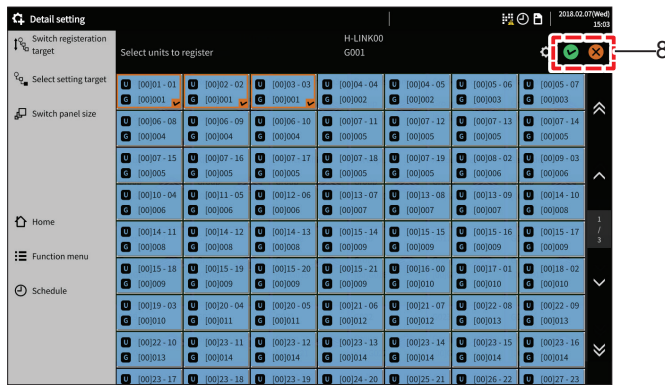 Detail setting
2018.02.07(Wed)
15:03
Switch registeration
target
Select setting target
Switch panel size
Home
Function menu
Schedule
Select units to register
H-LINK00
G001
8
U [00]01 - 01 U [00]02 - 02 U [00]03 - 03 U [00]04 - 04 U [00]04 - 05 U [00]05 - 06 U [00]05 - 07
G [00]001 G [00]001 G [00]001 G [00]002 G [00]002 G [00]003 G [00]003
U [00]06 - 08 U [00]06 - 09 U [00]06 - 10 U [00]07 - 11 U [00]07 - 12 U [00]07 - 13 U [00]07 - 14
G [00]004 G [00]004 G [00]004 G [00]005 G [00]005 G [00]005 G [00]005
U [00]07 - 15 U [00]07 - 16 U [00]07 - 17 U [00]07 - 18 U [00]07 - 19 U [00]08 - 02 U [00]09 - 03
G [00]005 G [00]005 G [00]005 G [00]005 G [00]005 G [00]006 G [00]006
U [00]10 - 04 U [00]11 - 05 U [00]12 - 06 U [00]13 - 07 U [00]13 - 08 U [00]13 - 09 U [00]14 - 10
G [00]006 G [00]006 G [00]006 G [00]007 G [00]007 G [00]007 G [00]008
U [00]14 - 11 U [00]14 - 12 U [00]14 - 13 U [00]15 - 14 U [00]15 - 15 U [00]15 - 16 U [00]15 - 17
G [00]008 G [00]008 G [00]008 G [00]009 G [00]009 G [00]009 G [00]009
U [00]15 - 18 U [00]15 - 19 U [00]15 - 20 U [00]15 - 21 U [00]16 - 00 U [00]17 - 01 U [00]18 - 02
G [00]009 G [00]009 G [00]009 G [00]009 G [00]010 G [00]010 G [00]010
U [00]19 - 03 U [00]20 - 04 U [00]20 - 05 U [00]21 - 06 U [00]21 - 07 U [00]22 - 08 U [00]22 - 09
G [00]010 G [00]011 G [00]011 G [00]012 G [00]012 G [00]013 G [00]013
U [00]22 - 10 U [00]23 - 11 U [00]23 - 12 U [00]23 - 13 U [00]23 - 14 U [00]23 - 15 U [00]23 - 16
G [00]013 G [00]014 G [00]014 G [00]014 G [00]014 G [00]014 G [00]014
U [00]23 - 17 U [00]23 - 18 U [00]23 - 19 U [00]24 - 20 U [00]25 - 21 U [00]26 - 22 U [00]27 - 23
1
/
3